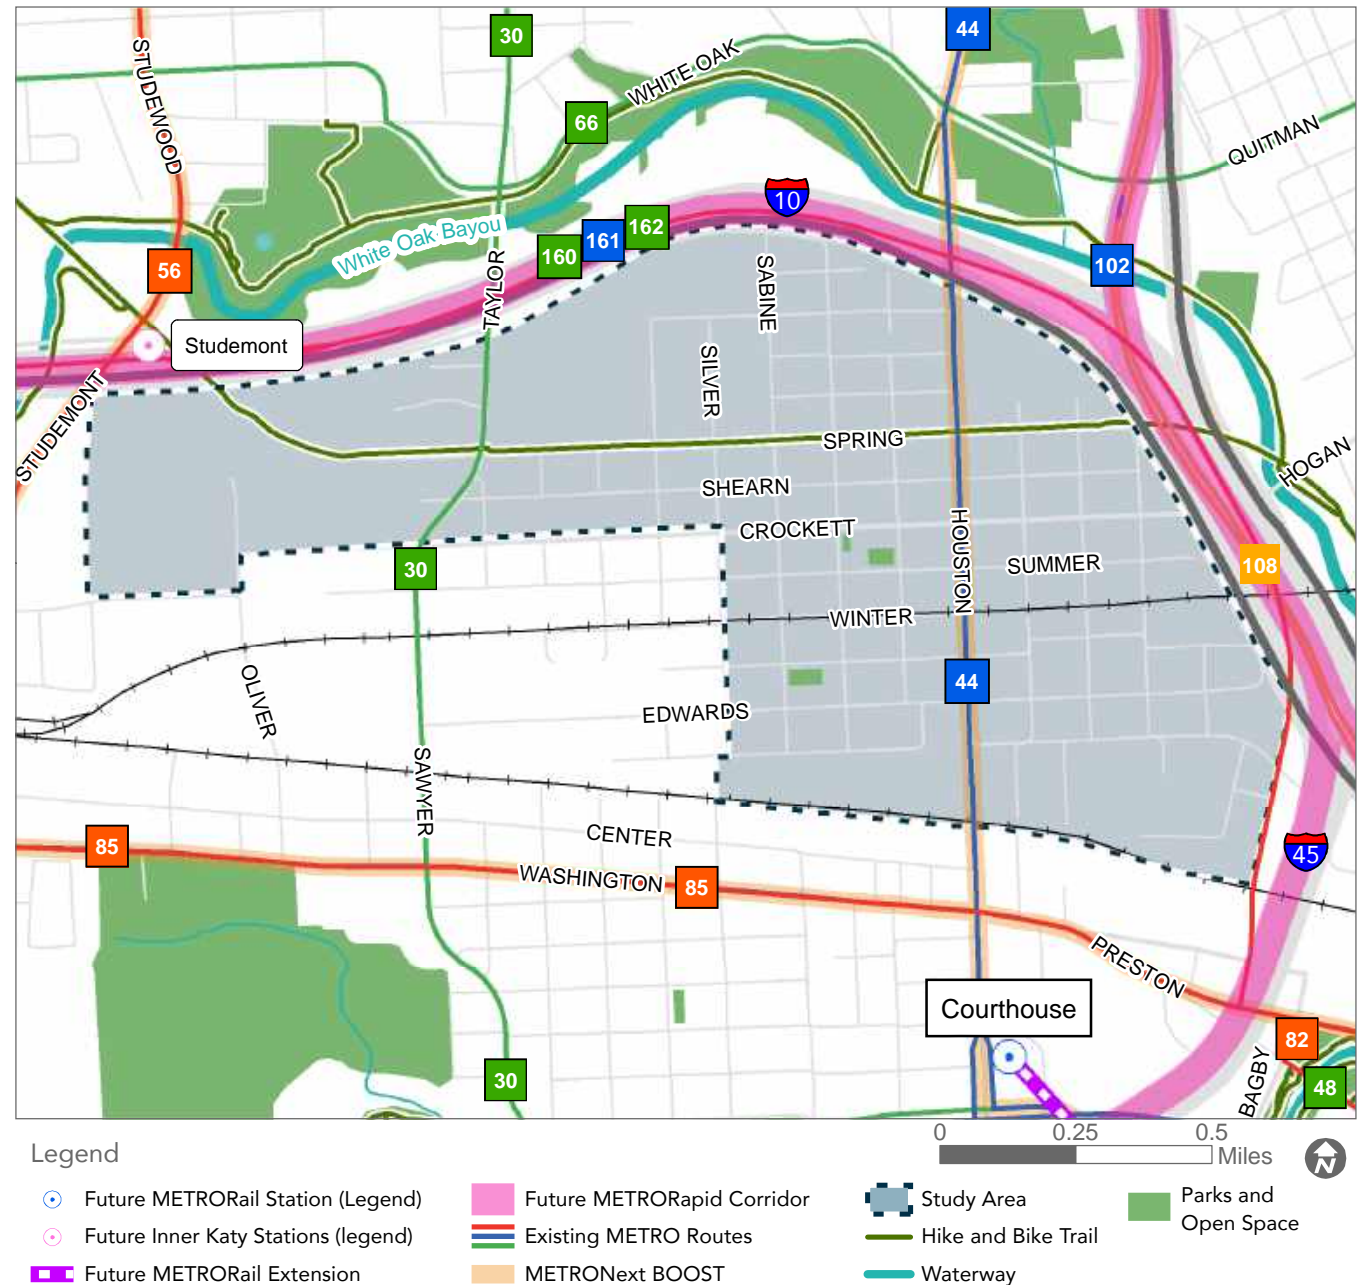 30
44
STUDEWOOD
WHITE OAK
66
QUITMAN
10
162
161
160
White Oak Bayou
102
56
TAYLOR
SABINE
Studemont
SILVER
STUDEMONT
SPRING
HOGAN
SHEARN
CROCKETT
HOUSTON
SUMMER
108
30
WINTER
OLIVER
44
EDWARDS
SAWYER
CENTER
85
45
WASHINGTON
85
PRESTON
Courthouse
82
BAGBY
48
30
0 0.25 0.5
Miles
N
Legend
Future METRORail Station (Legend)
Future Inner Katy Stations (legend)
Future METRORail Extension
Future METRORapid Corridor
Existing METRO Routes
METRONext BOOST
Study Area
Hike and Bike Trail
Waterway
Parks and
Open Space